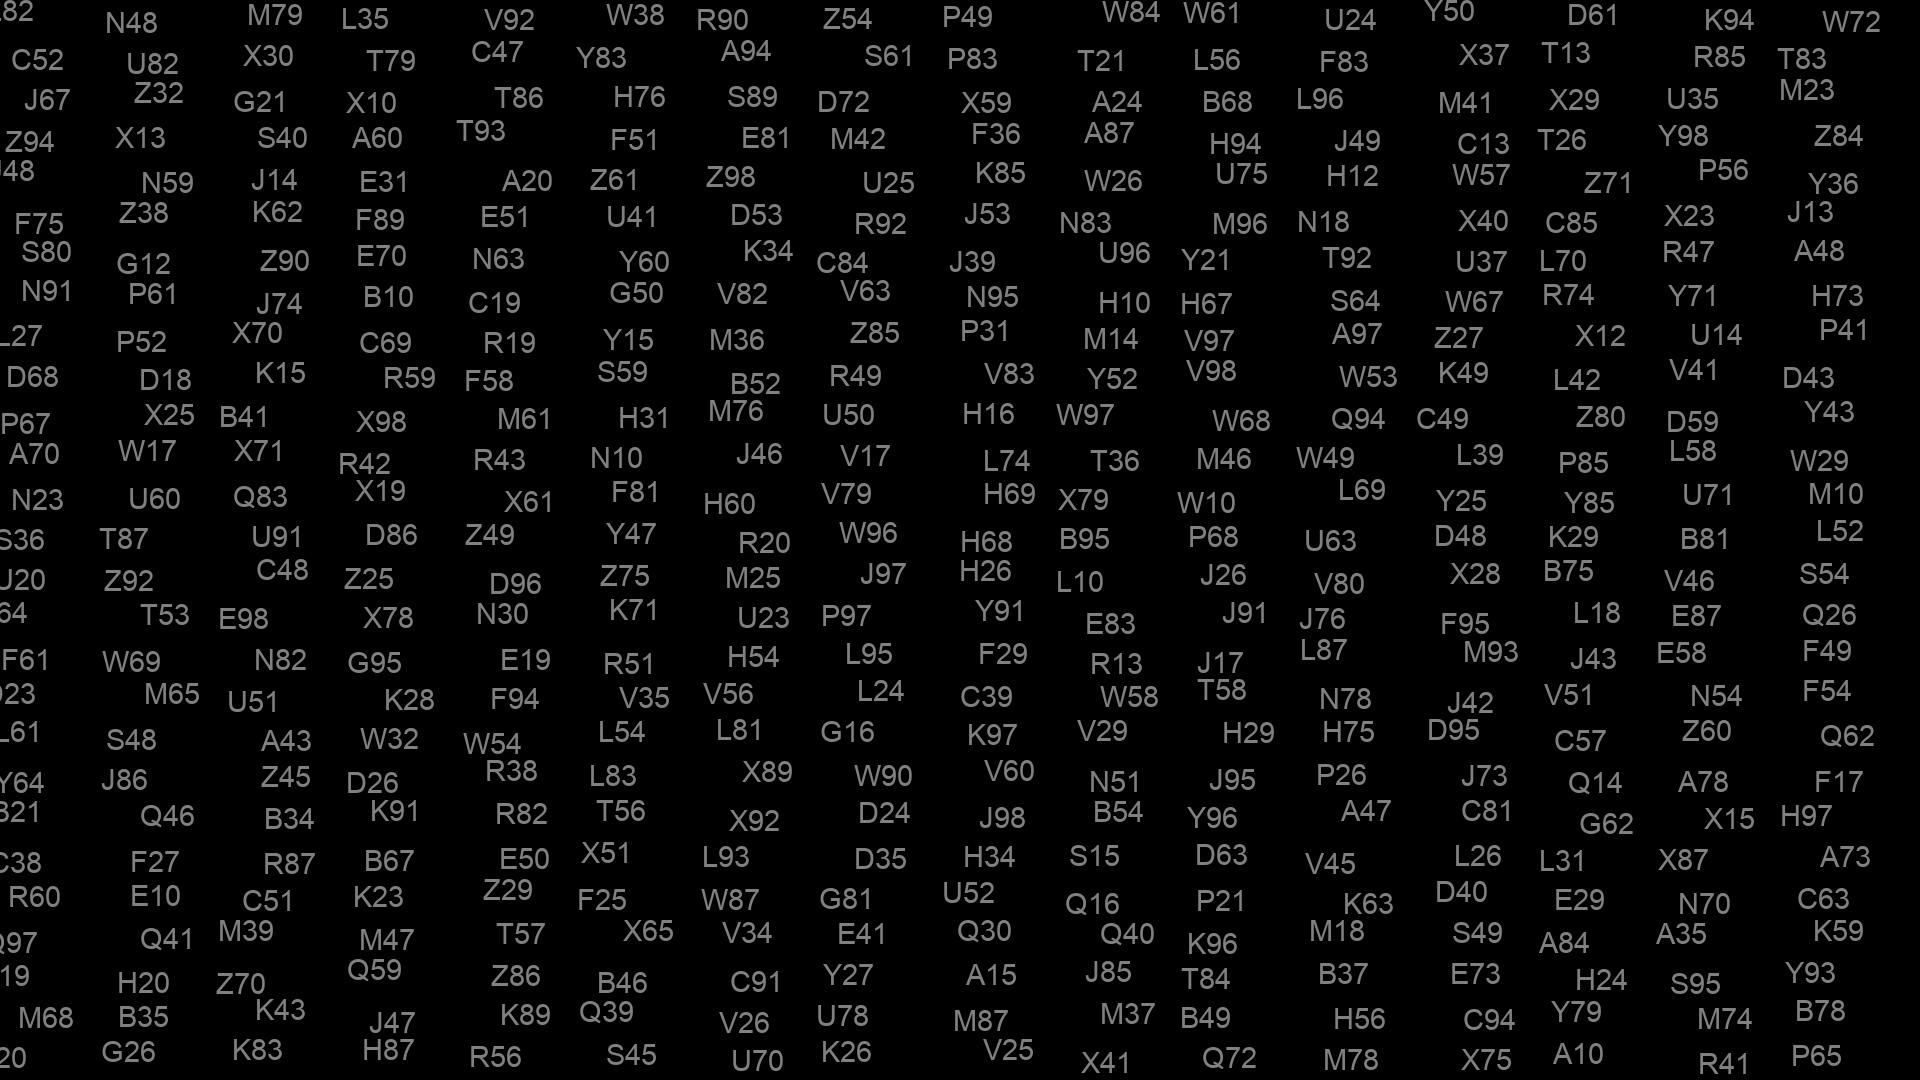 82 N48 M79 L35 V92 W38 R90 Z54 P49 W84 W61 U24 Y50 D61 K94 W72
C52 U82 X30 T79 C47 Y83 A94 S61 P83 T21 L56 F83 X37 T13 R85 T83
J67 Z32 G21 X10 T86 H76 S89 D72 X59 A24 B68 L96 M41 X29 U35 M23
Z94 X13 S40 A60 T93 F51 E81 M42 F36 A87 H94 J49 C13 T26 Y98 Z84
48 N59 J14 E31 A20 Z61 Z98 U25 K85 W26 U75 H12 W57 Z71 P56 Y36
F75 Z38 K62 F89 E51 U41 D53 R92 J53 N83 M96 N18 X40 C85 X23 J13
S80 G12 Z90 E70 N63 Y60 K34 C84 J39 U96 Y21 T92 U37 L70 R47 A48
N91 P61 J74 B10 C19 G50 V82 V63 N95 H10 H67 S64 W67 R74 Y71 H73
L27 P52 X70 C69 R19 Y15 M36 Z85 P31 M14 V97 A97 Z27 X12 U14 P41
D68 D18 K15 R59 F58 S59 B52 R49 V83 Y52 V98 W53 K49 L42 V41 D43
P67 X25 B41 X98 M61 H31 M76 U50 H16 W97 W68 Q94 C49 Z80 D59 Y43
A70 W17 X71 R42 R43 N10 J46 V17 L74 T36 M46 W49 L39 P85 L58 W29
N23 U60 Q83 X19 X61 F81 H60 V79 H69 X79 W10 L69 Y25 Y85 U71 M10
S36 T87 U91 D86 Z49 Y47 R20 W96 H68 B95 P68 U63 D48 K29 B81 L52
U20 Z92 C48 Z25 D96 Z75 M25 J97 H26 L10 J26 V80 X28 B75 V46 S54
64 T53 E98 X78 N30 K71 U23 P97 Y91 E83 J91 J76 F95 L18 E87 Q26
F61 W69 N82 G95 E19 R51 H54 L95 F29 R13 J17 L87 M93 J43 E58 F49
23 M65 U51 K28 F94 V35 V56 L24 C39 W58 T58 N78 J42 V51 N54 F54
L61 S48 A43 W32 W54 L54 L81 G16 K97 V29 H29 H75 D95 C57 Z60 Q62
Y64 J86 Z45 D26 R38 L83 X89 W90 V60 N51 J95 P26 J73 Q14 A78 F17
B21 Q46 B34 K91 R82 T56 X92 D24 J98 B54 Y96 A47 C81 G62 X15 H97
C38 F27 R87 B67 E50 X51 L93 D35 H34 S15 D63 V45 L26 L31 X87 A73
R60 E10 C51 K23 Z29 F25 W87 G81 U52 Q16 P21 K63 D40 E29 N70 C63
Q97 Q41 M39 M47 T57 X65 V34 E41 Q30 Q40 K96 M18 S49 A84 A35 K59
19 H20 Z70 Q59 Z86 B46 C91 Y27 A15 J85 T84 B37 E73 H24 S95 Y93
M68 B35 K43 J47 K89 Q39 V26 U78 M87 M37 B49 H56 C94 Y79 M74 B78
20 G26 K83 H87 R56 S45 U70 K26 V25 X41 Q72 M78 X75 A10 R41 P65